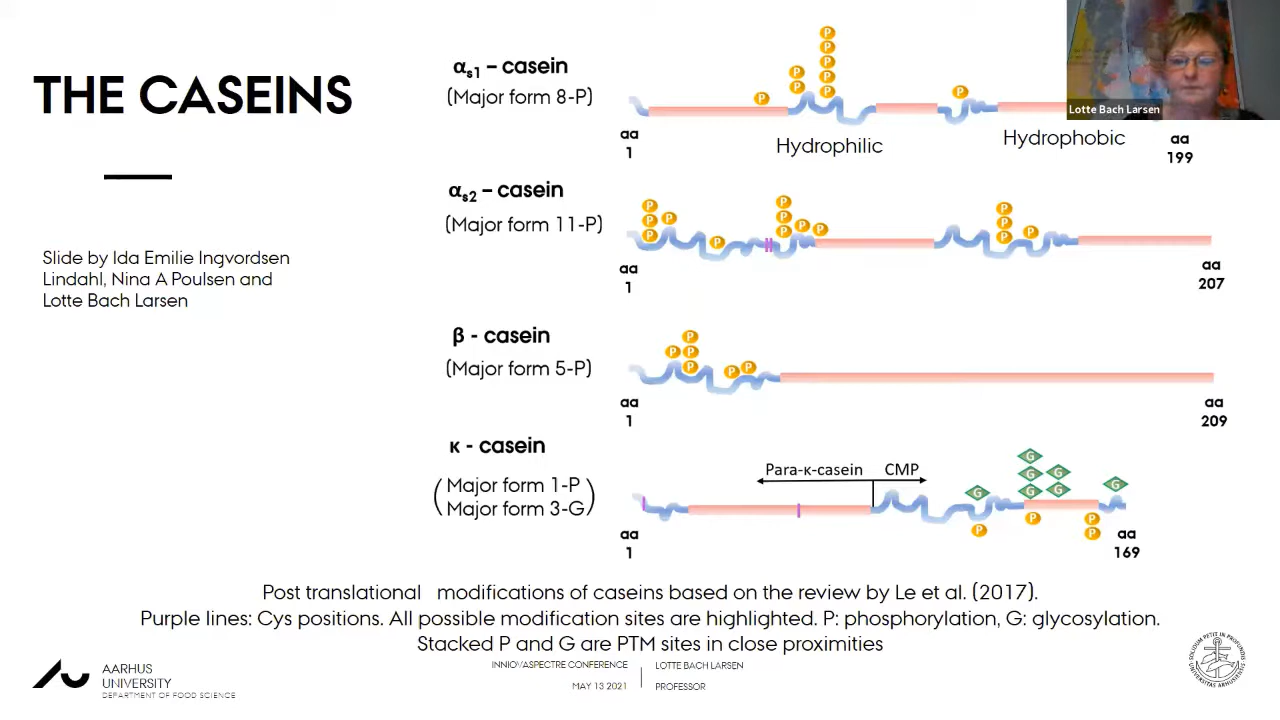 THE CASEINS
Slide by Ida Emilie Ingvordsen
Lindahl, Nina A Poulsen and
Lotte Bach Larsen
αs1 – casein
(Major form 8-P)
P
P
P
P
P
P
P
P
P
Hydrophilic
Hydrophobic
aa
1
aa
199
Lotte Bach Larsen
αs2 – casein
(Major form 11-P)
P
P
P
P
P
P
P
P
P
P
P
P
P
P
aa
1
aa
207
β - casein
(Major form 5-P)
P
P
P
P
P
P
aa
1
aa
209
κ - casein
(Major form 1-P
Major form 3-G)
Para-κ-casein
CMP
G
G
G
G
G
G
G
P
P
P
P
aa
1
aa
169
Post translational modifications of caseins based on the review by Le et al. (2017).
Purple lines: Cys positions. All possible modification sites are highlighted. P: phosphorylation, G: glycosylation.
Stacked P and G are PTM sites in close proximities
AARHUS
UNIVERSITY
DEPARTMENT OF FOOD SCIENCE
INNIOVASPECTRE CONFERENCE
MAY 13 2021
LOTTE BACH LARSEN
PROFESSOR